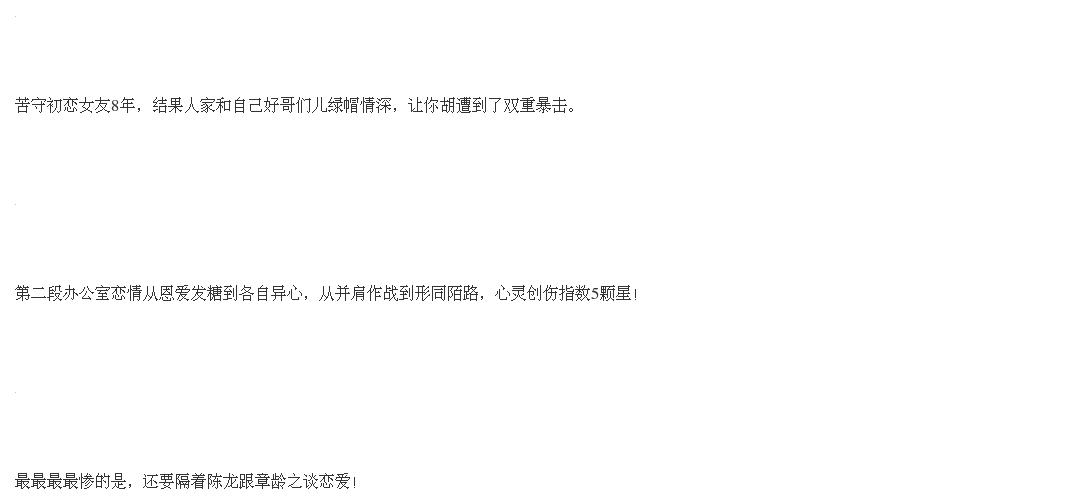 苦守初恋女友8年，结果人家和自己好哥们儿绿帽情深，让你胡遭到了双重暴击。
第二段办公室恋情从恩爱发糖到各自异心，从并肩作战到形同陌路，心灵创伤指数5颗星！
最最最最惨的是，还要隔着陈龙跟章龄之谈恋爱！